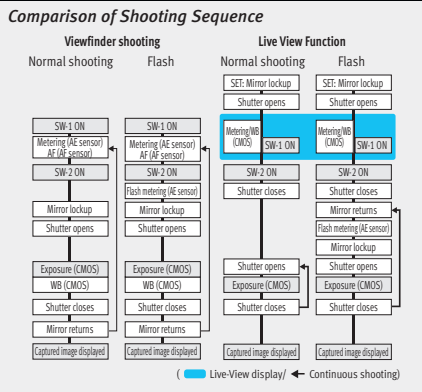 Comparison of Shooting Sequence
Viewfinder shooting
Live View Function
Normal shooting
Flash
Normal shooting
Flash
SW-1 ON
Metering (AE sensor)
AF (AF sensor)
SW-2 ON
Mirror lockup
Shutter opens
Exposure (CMOS)
WB (CMOS)
Shutter closes
Mirror returns
Captured image displayed
SW-1 ON
Metering (AE sensor)
AF (AF sensor)
SW-2 ON
Flash metering (AE sensor)
Mirror lockup
Shutter opens
Exposure (CMOS)
WB (CMOS)
Shutter closes
Mirror returns
Captured image displayed
SET: Mirror lockup
Shutter opens
Metering/WB
(CMOS)
SW-1 ON
SW-2 ON
Shutter closes
Shutter opens
Exposure (CMOS)
Shutter closes
Captured image displayed
SET: Mirror lockup
Shutter opens
Metering/WB
(CMOS)
SW-1 ON
SW-2 ON
Shutter closes
Mirror returns
Flash metering (AE sensor)
Mirror lockup
Shutter opens
Exposure (CMOS)
Shutter closes
Captured image displayed
( Live-View display/ ← Continuous shooting)